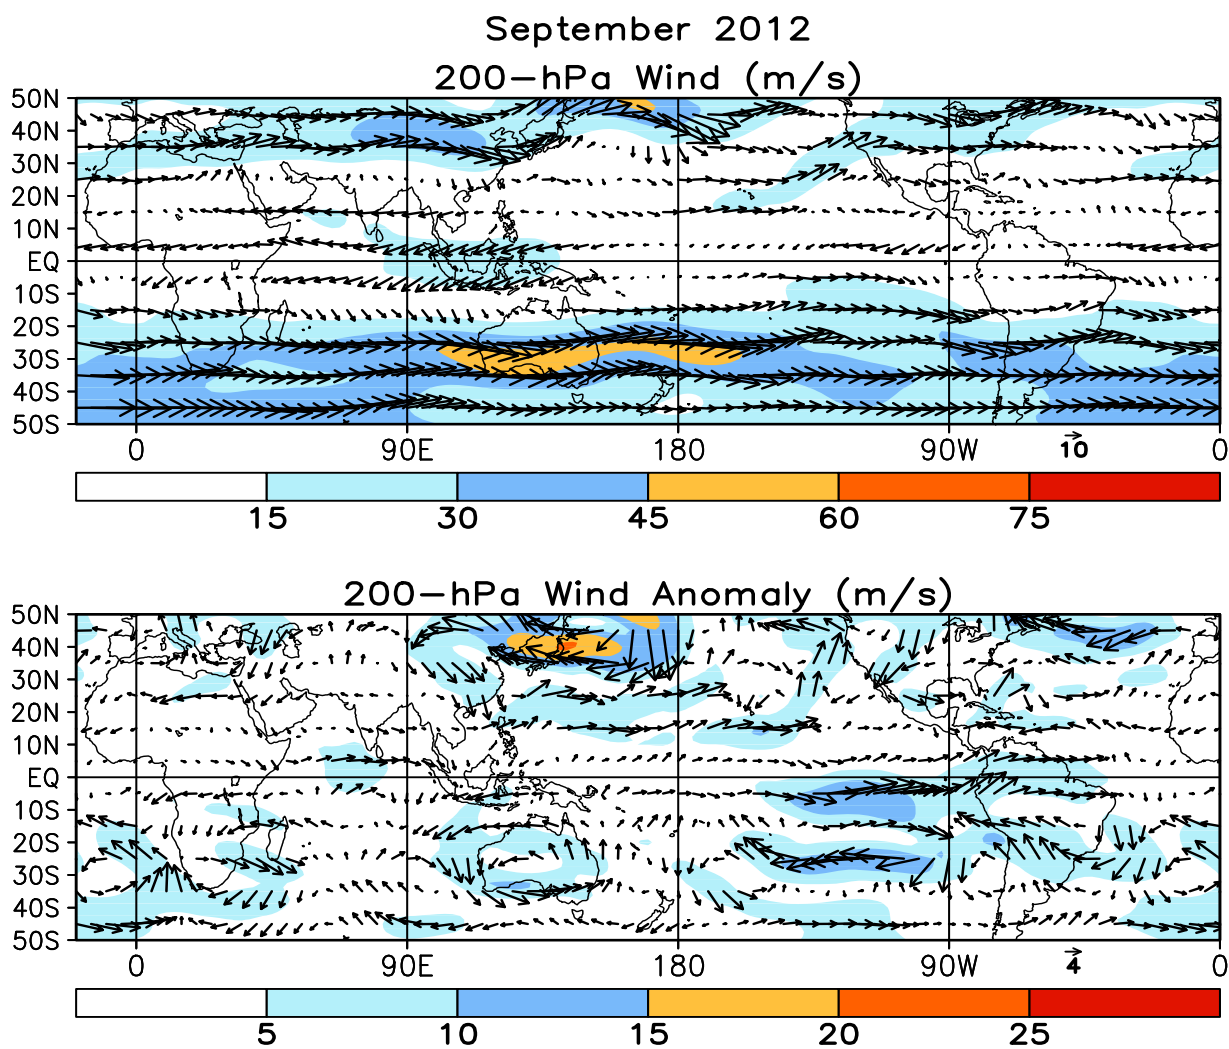 September 2012
200-hPa Wind (m/s)
50N
40N
30N
20N
10N
EQ
10S
20S
30S
40S
50S
0 90E 180 90W 10 0
15 30 45 60 75
200-hPa Wind Anomaly (m/s)
50N
40N
30N
20N
10N
EQ
10S
20S
30S
40S
50S
0 90E 180 90W 4 0
5 10 15 20 25